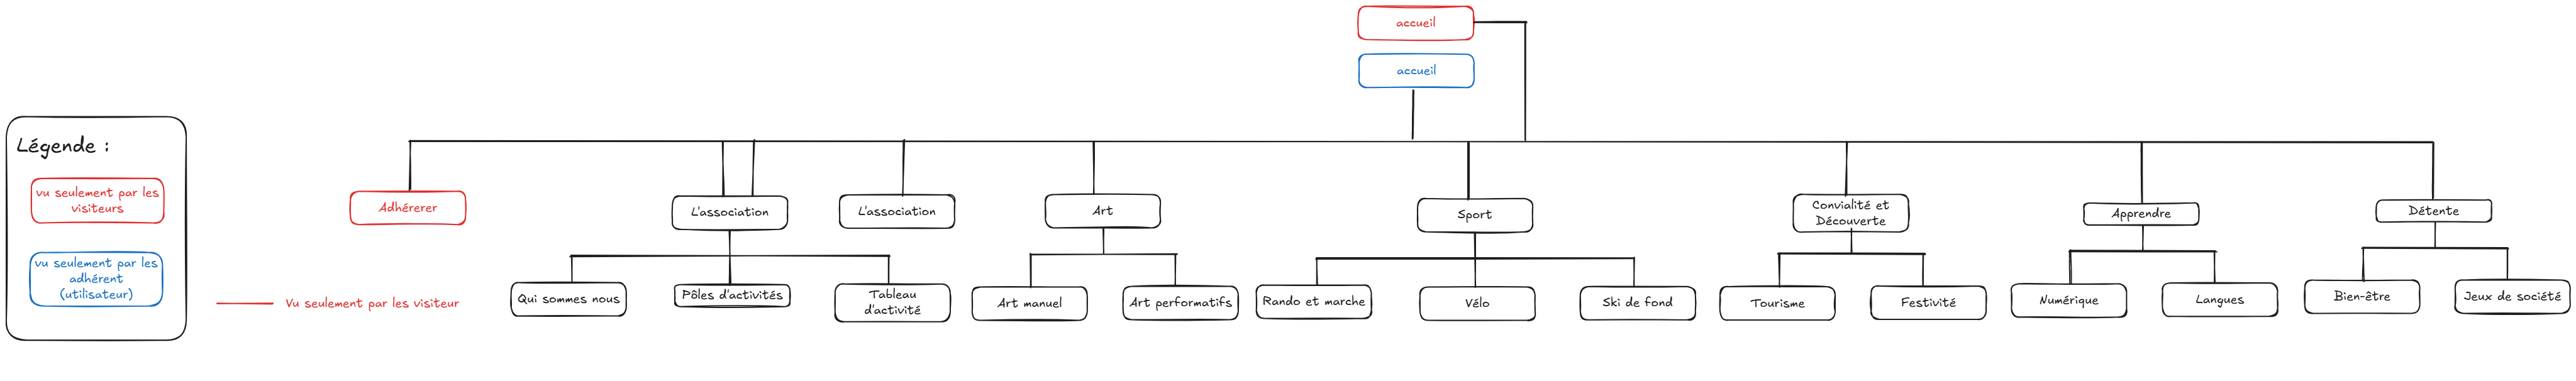 accueil
accueil
Légende :
vu seulement par les
visiteurs
vu seulement par les
adhérent
(utilisateur)
Vu seulement par les visiteur
Adhérerer
L'association
L'association
Art
Sport
Convialité et
Découverte
Apprendre
Détente
Qui sommes nous
Pôles d'activités
Tableau
d'activité
Art manuel
Art performatifs
Rando et marche
Vélo
Ski de fond
Tourisme
Festivité
Numérique
Langues
Bien-être
Jeux de société